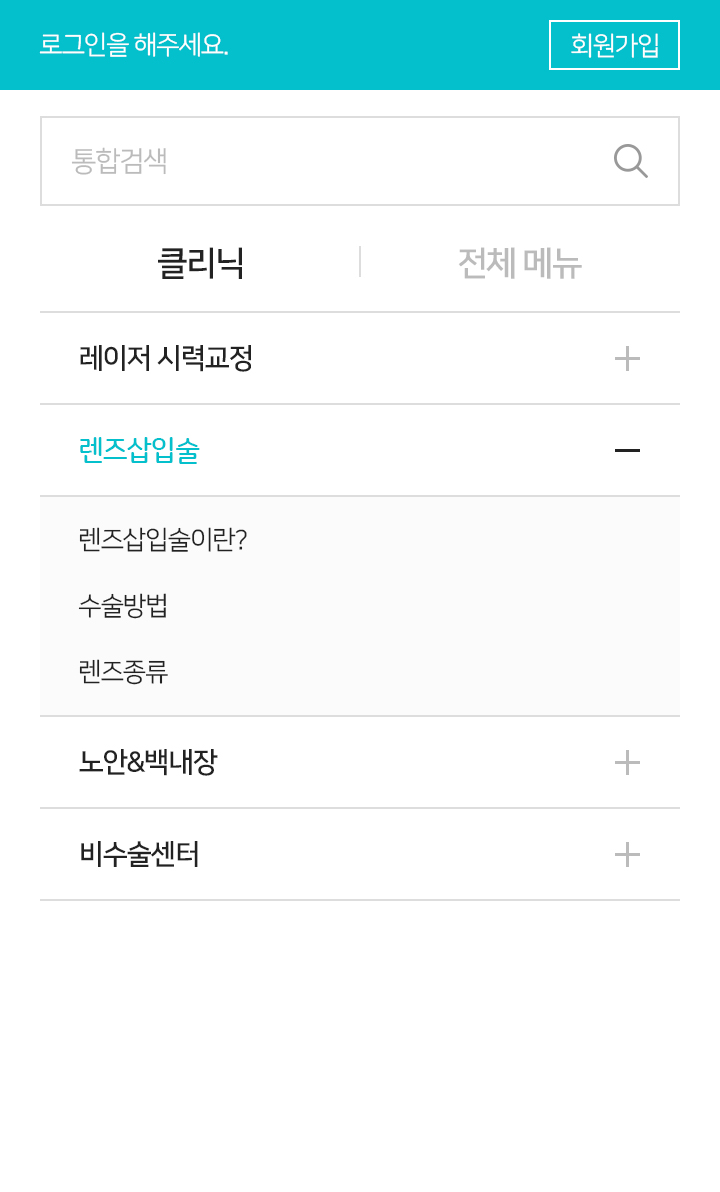 로그인을 해주세요.
회원가입
통합검색
클리닉
전체 메뉴
레이저 시력교정
렌즈삽입술
렌즈삽입술이란?
수술방법
렌즈종류
노안&백내장
비수술센터